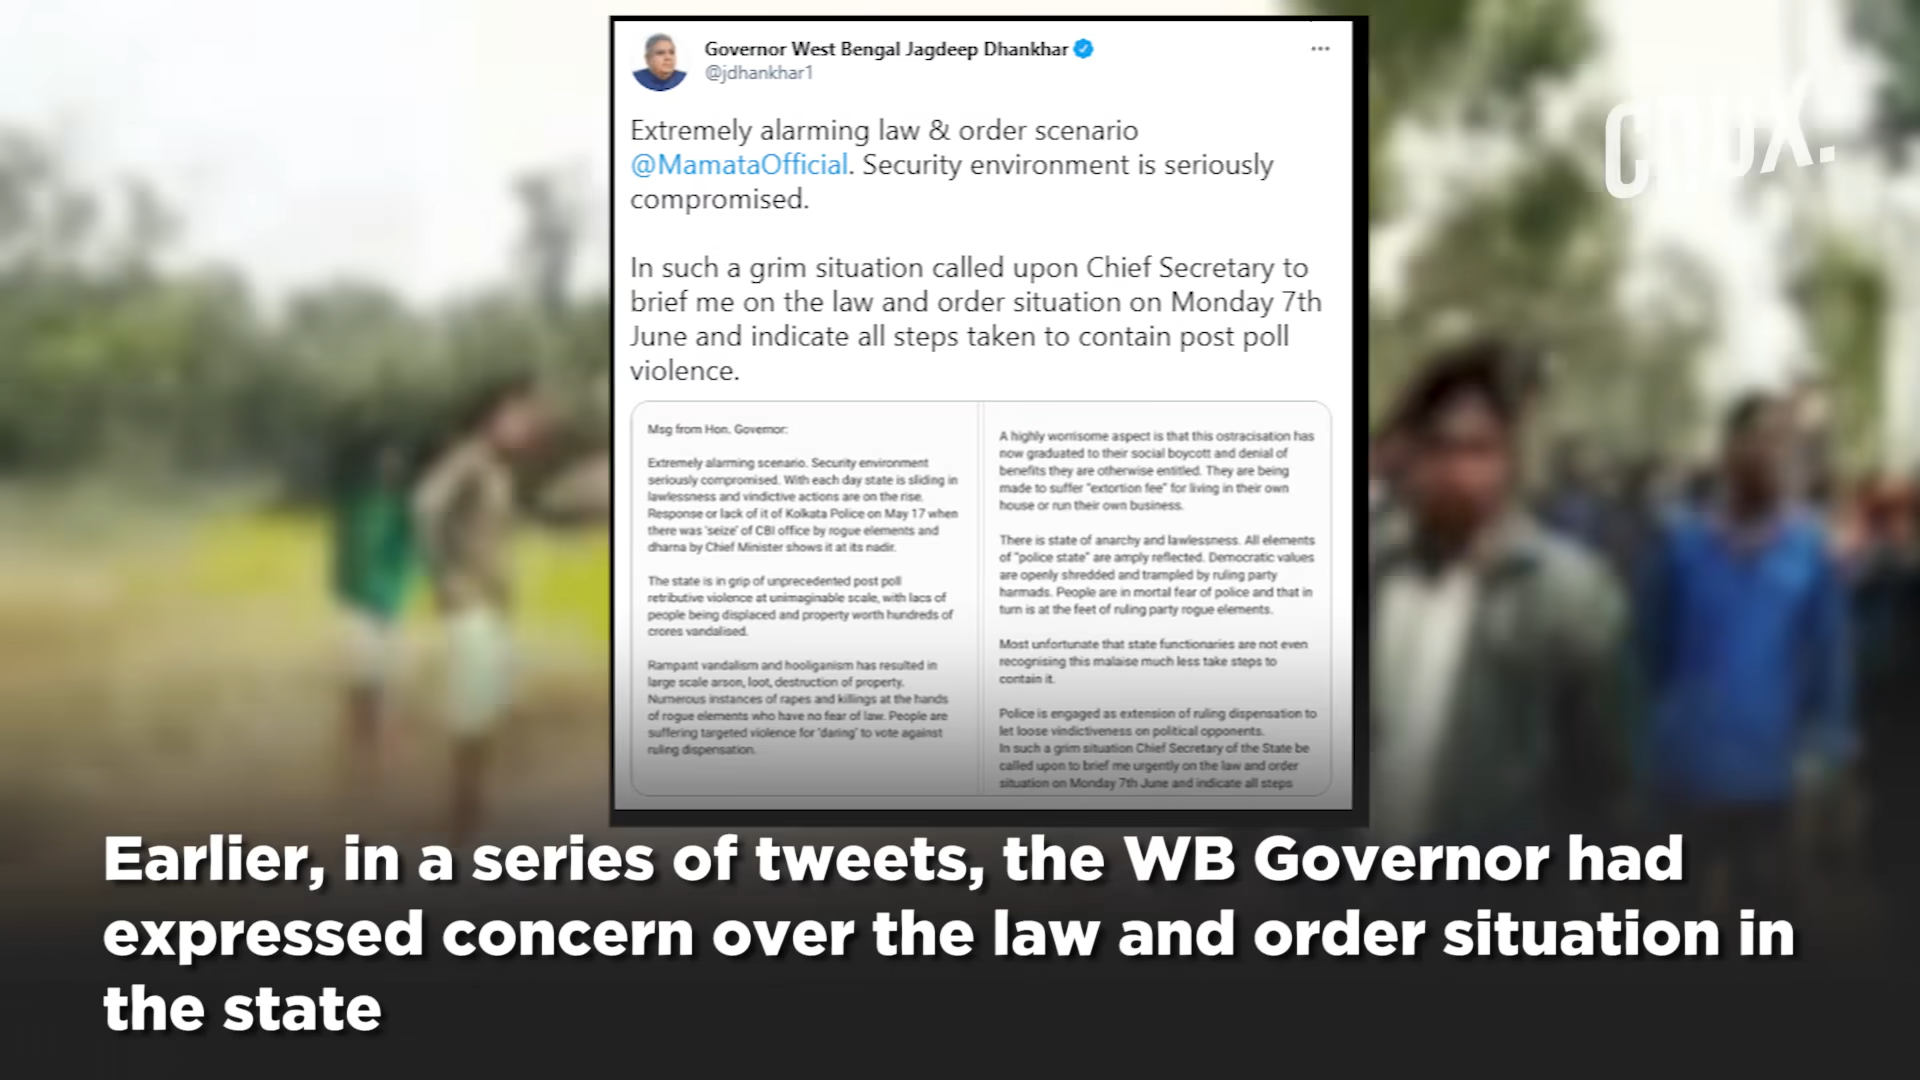 Governor West Bengal Jagdeep Dhankhar
@jdhankhar1
Extremely alarming law & order scenario
@MamataOfficial. Security environment is seriously
compromised.
In such a grim situation called upon Chief Secretary to
brief me on the law and order situation on Monday 7th
June and indicate all steps taken to contain post poll
violence.
Msg from Hon. Governor:
Extremely alarming scenario. Security environment
seriously compromised. With each day state is sliding in
lawlessness and vindictive actions are on the rise.
Response or lack of it of Kolkata Police on May 17 when
there was 'seize' of CBI office by rogue elements and
dharna by Chief Minister shows it at its nadir.
The state is in grip of unprecedented post poll
retributive violence at unimaginable scale, with lacs of
people being displaced and property worth hundreds of
crores vandalised.
Rampant vandalism and hooliganism has resulted in
large scale arson, loot, destruction of property.
Numerous instances of rapes and killings at the hands
of rogue elements who have no fear of law. People are
suffering targeted violence for 'daring' to vote against
ruling dispensation.
A highly worrisome aspect is that this ostracisation has
now graduated to their social boycott and denial of
benefits they are otherwise entitled. They are being
made to suffer "extortion fee" for living in their own
house or run their own business.
There is state of anarchy and lawlessness. All elements
of "police state" are amply reflected. Democratic values
are openly shredded and trampled by ruling party
harmads. People are in mortal fear of police and that in
turn is at the feet of ruling party rogue elements.
Most unfortunate that state functionaries are not even
recognising this malaise much less take steps to
contain it.
Police is engaged as extension of ruling dispensation to
let loose vindictiveness on political opponents.
In such a grim situation Chief Secretary of the State be
called upon to brief me urgently on the law and order
situation on Monday 7th June and indicate all steps
CRUX.
Earlier, in a series of tweets, the WB Governor had
expressed concern over the law and order situation in
the state